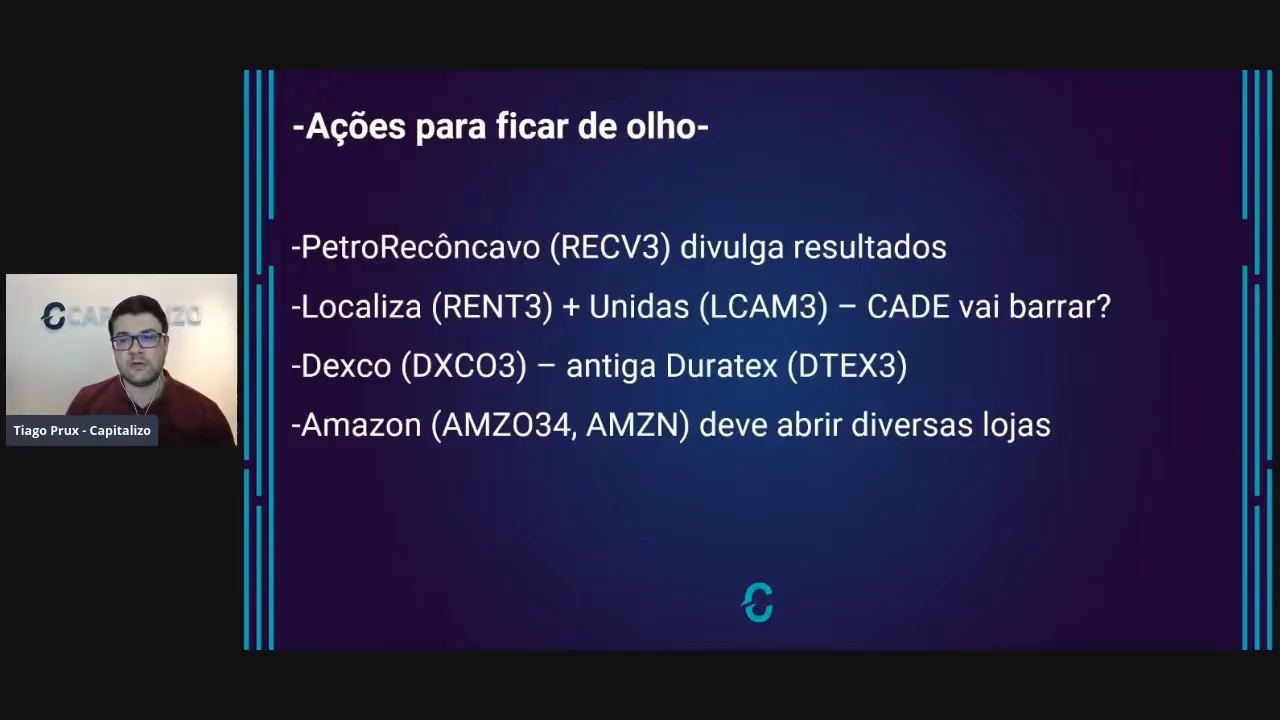 -Ações para ficar de olho-
-PetroRecôncavo (RECV3) divulga resultados
-Localiza (RENT3) + Unidas (LCAM3) – CADE vai barrar?
-Dexco (DXCO3) – antiga Duratex (DTEX3)
-Amazon (AMZO34, AMZN) deve abrir diversas lojas
Tiago Prux - Capitalizo